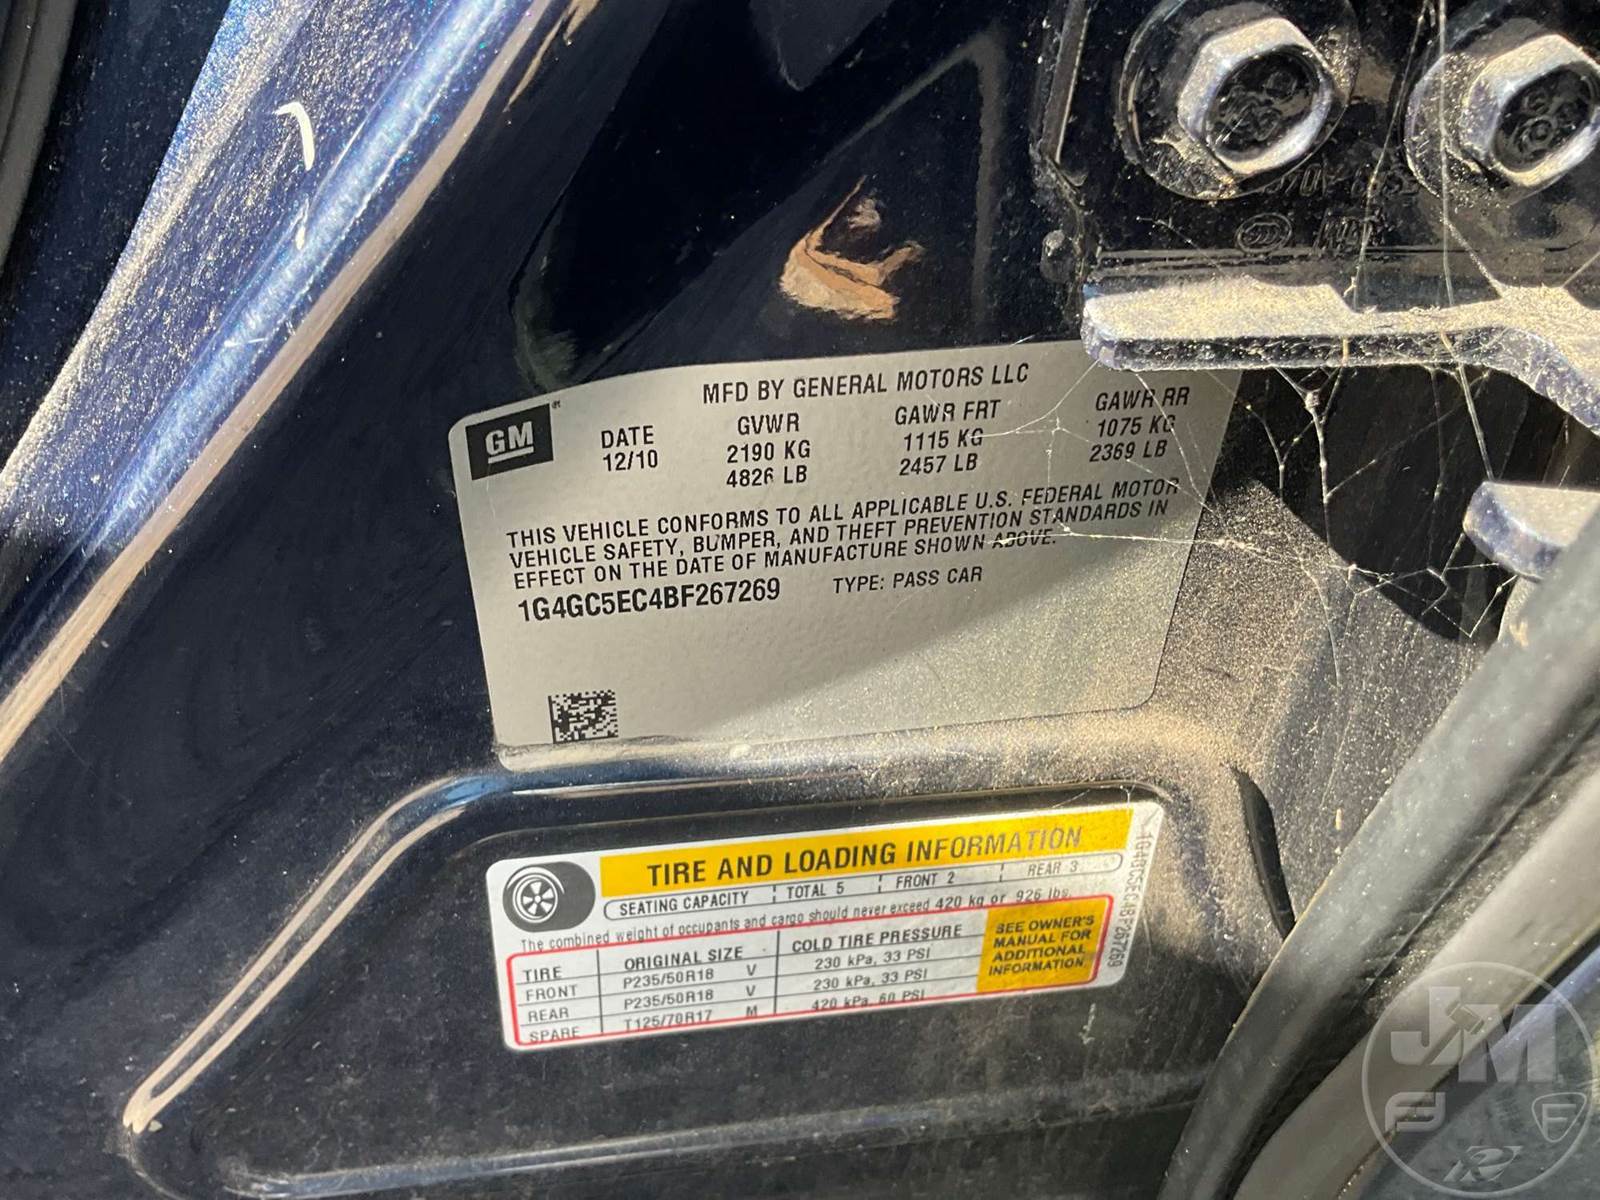 MFD BY GENERAL MOTORS LLC
GM
DATE GVWR GAWR FRT GAWR RR
12/10 2190 KG 1115 KG 1075 KG
4826 LB 2457 LB 2369 LB
THIS VEHICLE CONFORMS TO ALL APPLICABLE U.S. FEDERAL MOTOR
VEHICLE SAFETY, BUMPER, AND THEFT PREVENTION STANDARDS IN
EFFECT ON THE DATE OF MANUFACTURE SHOWN ABOVE.
1G4GC5EC4BF267269 TYPE: PASS CAR
TIRE AND LOADING INFORMATION
SEATING CAPACITY TOTAL 5 FRONT 2 REAR 3
The combined weight of occupants and cargo should never exceed 420 kg or 926 lbs.
TIRE ORIGINAL SIZE COLD TIRE PRESSURE
FRONT P235/50R18 V 230 kPa, 33 PSI
REAR P235/50R18 V 230 kPa, 33 PSI
SPARE T125/70R17 M 420 kPa, 60 PSI
SEE OWNER'S
MANUAL FOR
ADDITIONAL
INFORMATION
1G4GC5EC4BF267269
JM